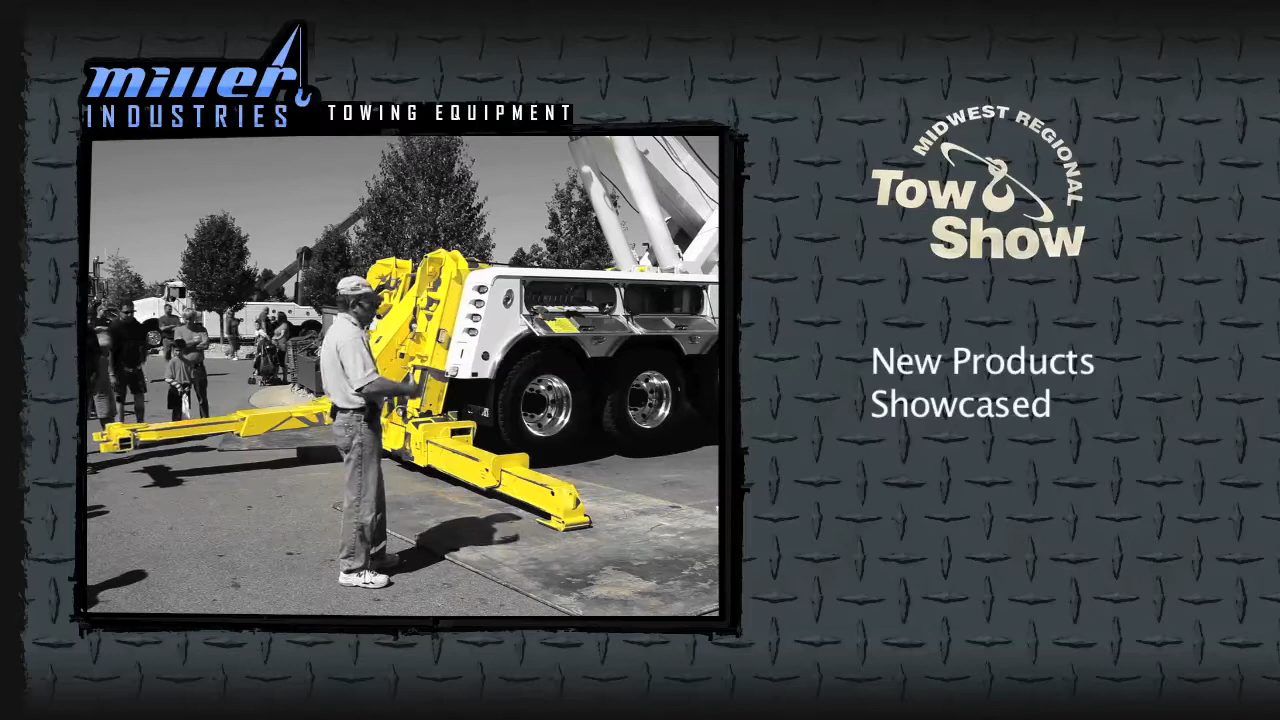 miller
INDUSTRIES
TOWING EQUIPMENT
MIDWEST REGIONAL
Tow
Show
New Products
Showcased